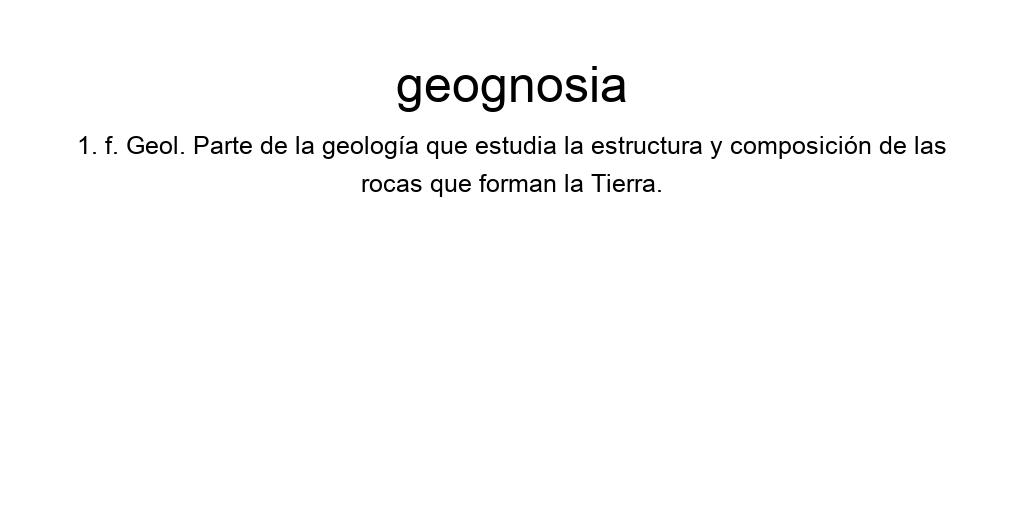 geognosia
1. f. Geol. Parte de la geología que estudia la estructura y composición de las
rocas que forman la Tierra.